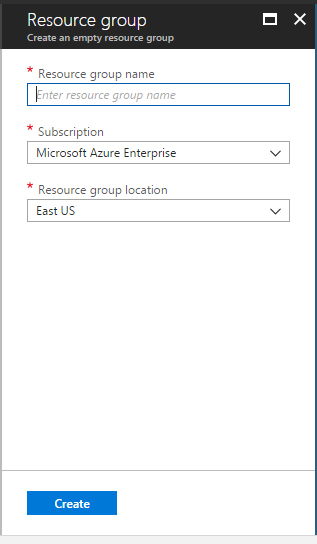 Resource group
Create an empty resource group
* Resource group name
Enter resource group name
* Subscription
Microsoft Azure Enterprise
* Resource group location
East US
Create